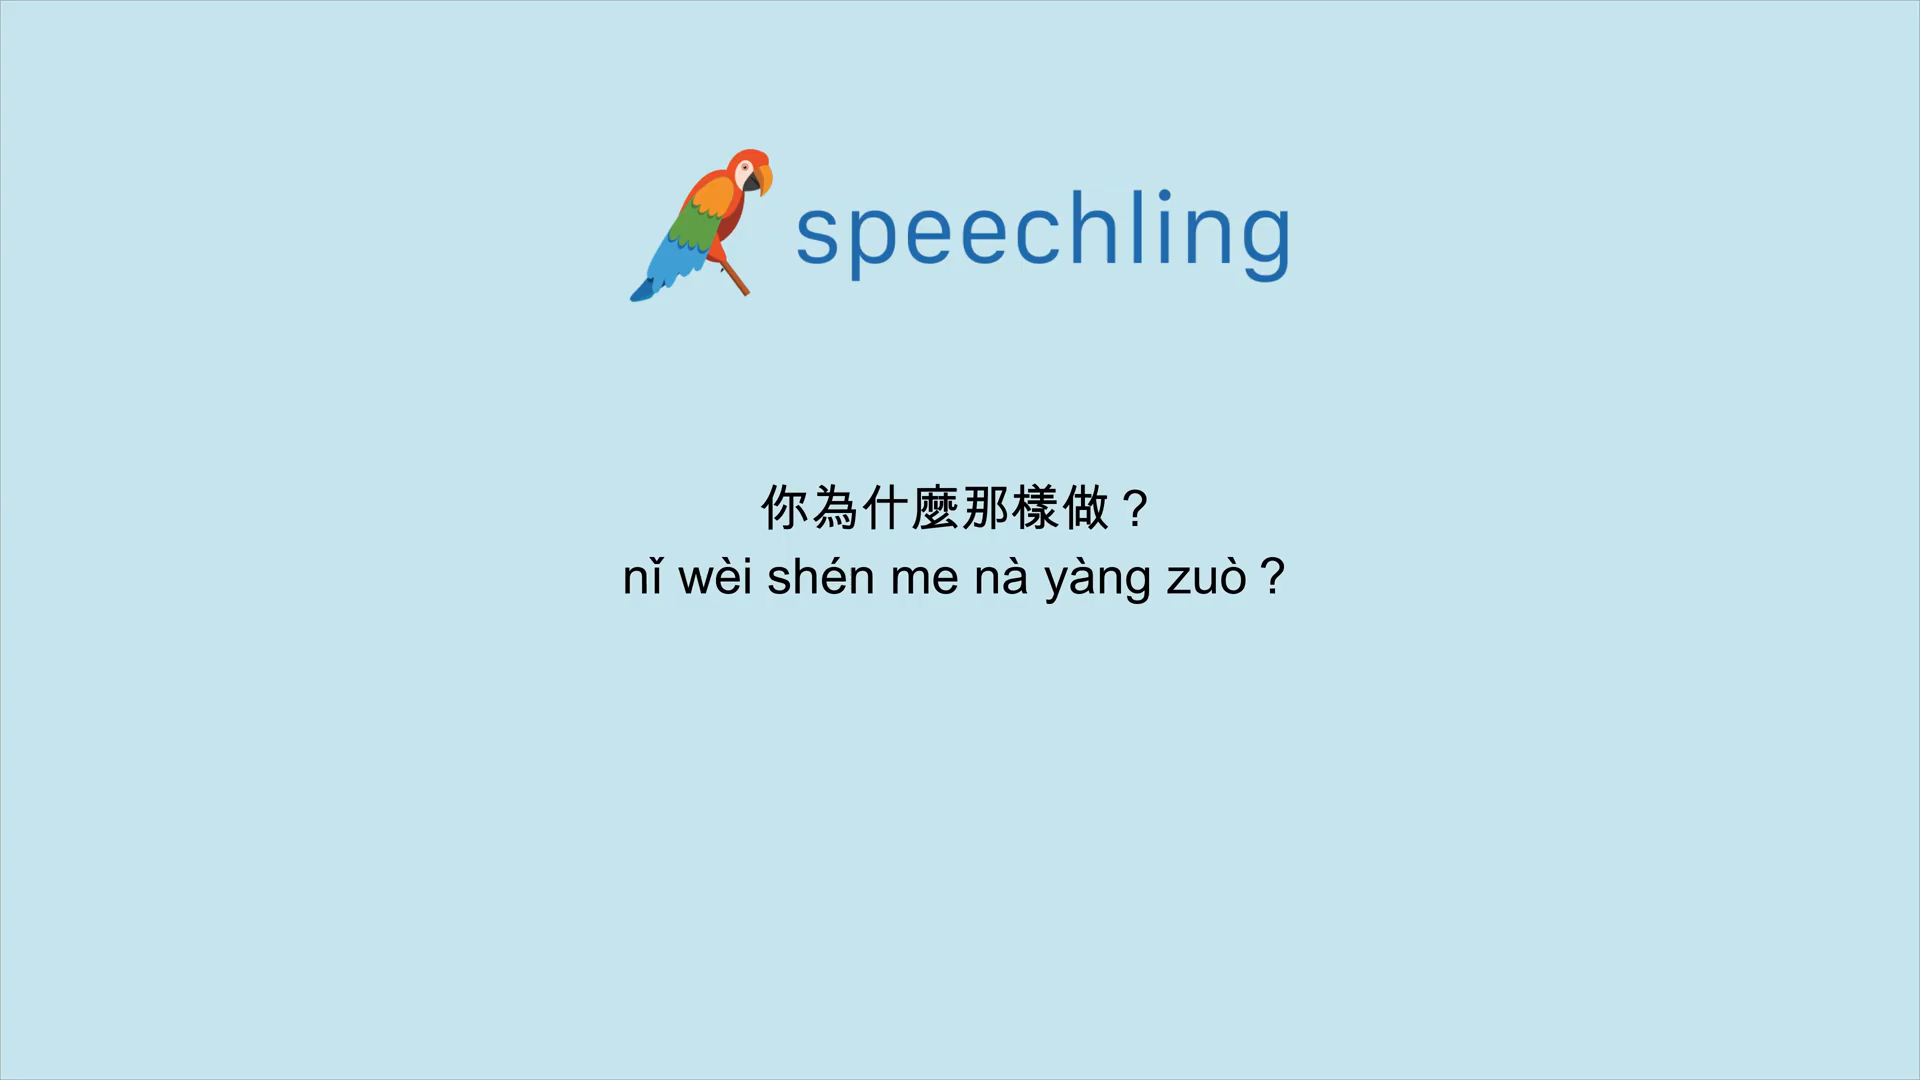 speechling
你為什麼那樣做？
nǐ wèi shén me nà yàng zuò？